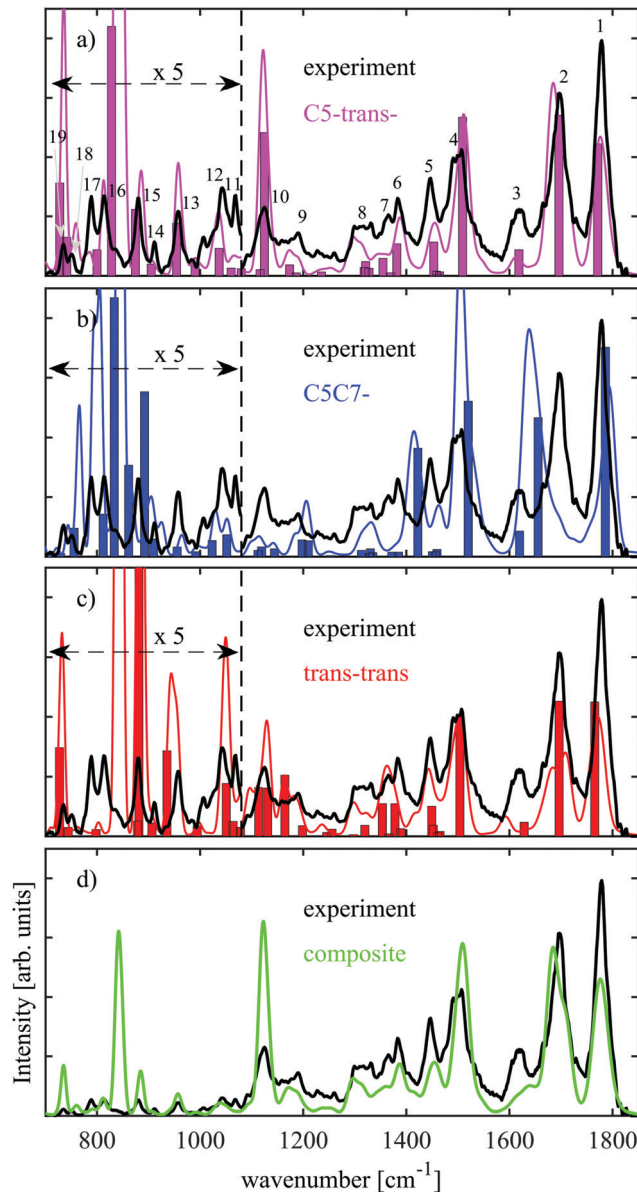 a)
x 5
experiment
C5-trans-
1
2
3
4
5
6
7
8
9
10
11
12
13
14
15
16
17
18
19
b)
x 5
experiment
C5C7-
c)
x 5
experiment
trans-trans
d)
experiment
composite
Intensity [arb. units]
800 1000 1200 1400 1600 1800
wavenumber [cm-1]